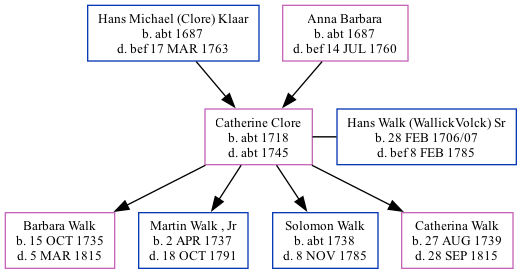 Hans Michael (Clore) Klaar
b. abt 1687
d. bef 17 MAR 1763
Anna Barbara
b. abt 1687
d. bef 14 JUL 1760
Catherine Clore
b. abt 1718
d. abt 1745
Hans Walk (WallickVolck) Sr
b. 28 FEB 1706/07
d. bef 8 FEB 1785
Barbara Walk
b. 15 OCT 1735
d. 5 MAR 1815
Martin Walk , Jr
b. 2 APR 1737
d. 18 OCT 1791
Solomon Walk
b. abt 1738
d. 8 NOV 1785
Catherina Walk
b. 27 AUG 1739
d. 28 SEP 1815